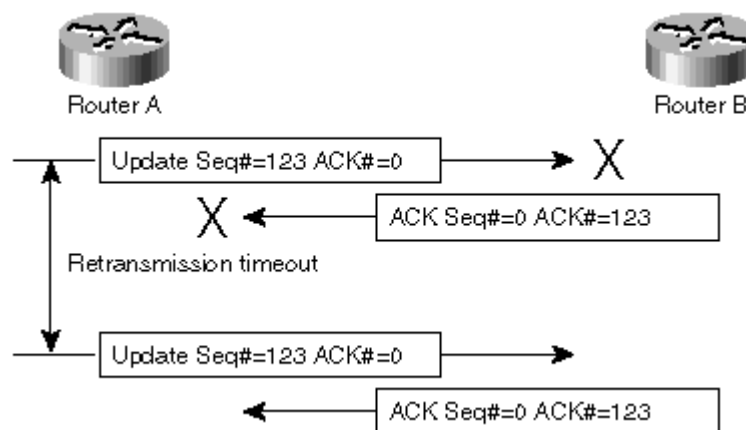 Router A
Router B
Update Seq#=123 ACK#=0
X
X
ACK Seq#=0 ACK#=123
Retransmission timeout
Update Seq#=123 ACK#=0
ACK Seq#=0 ACK#=123